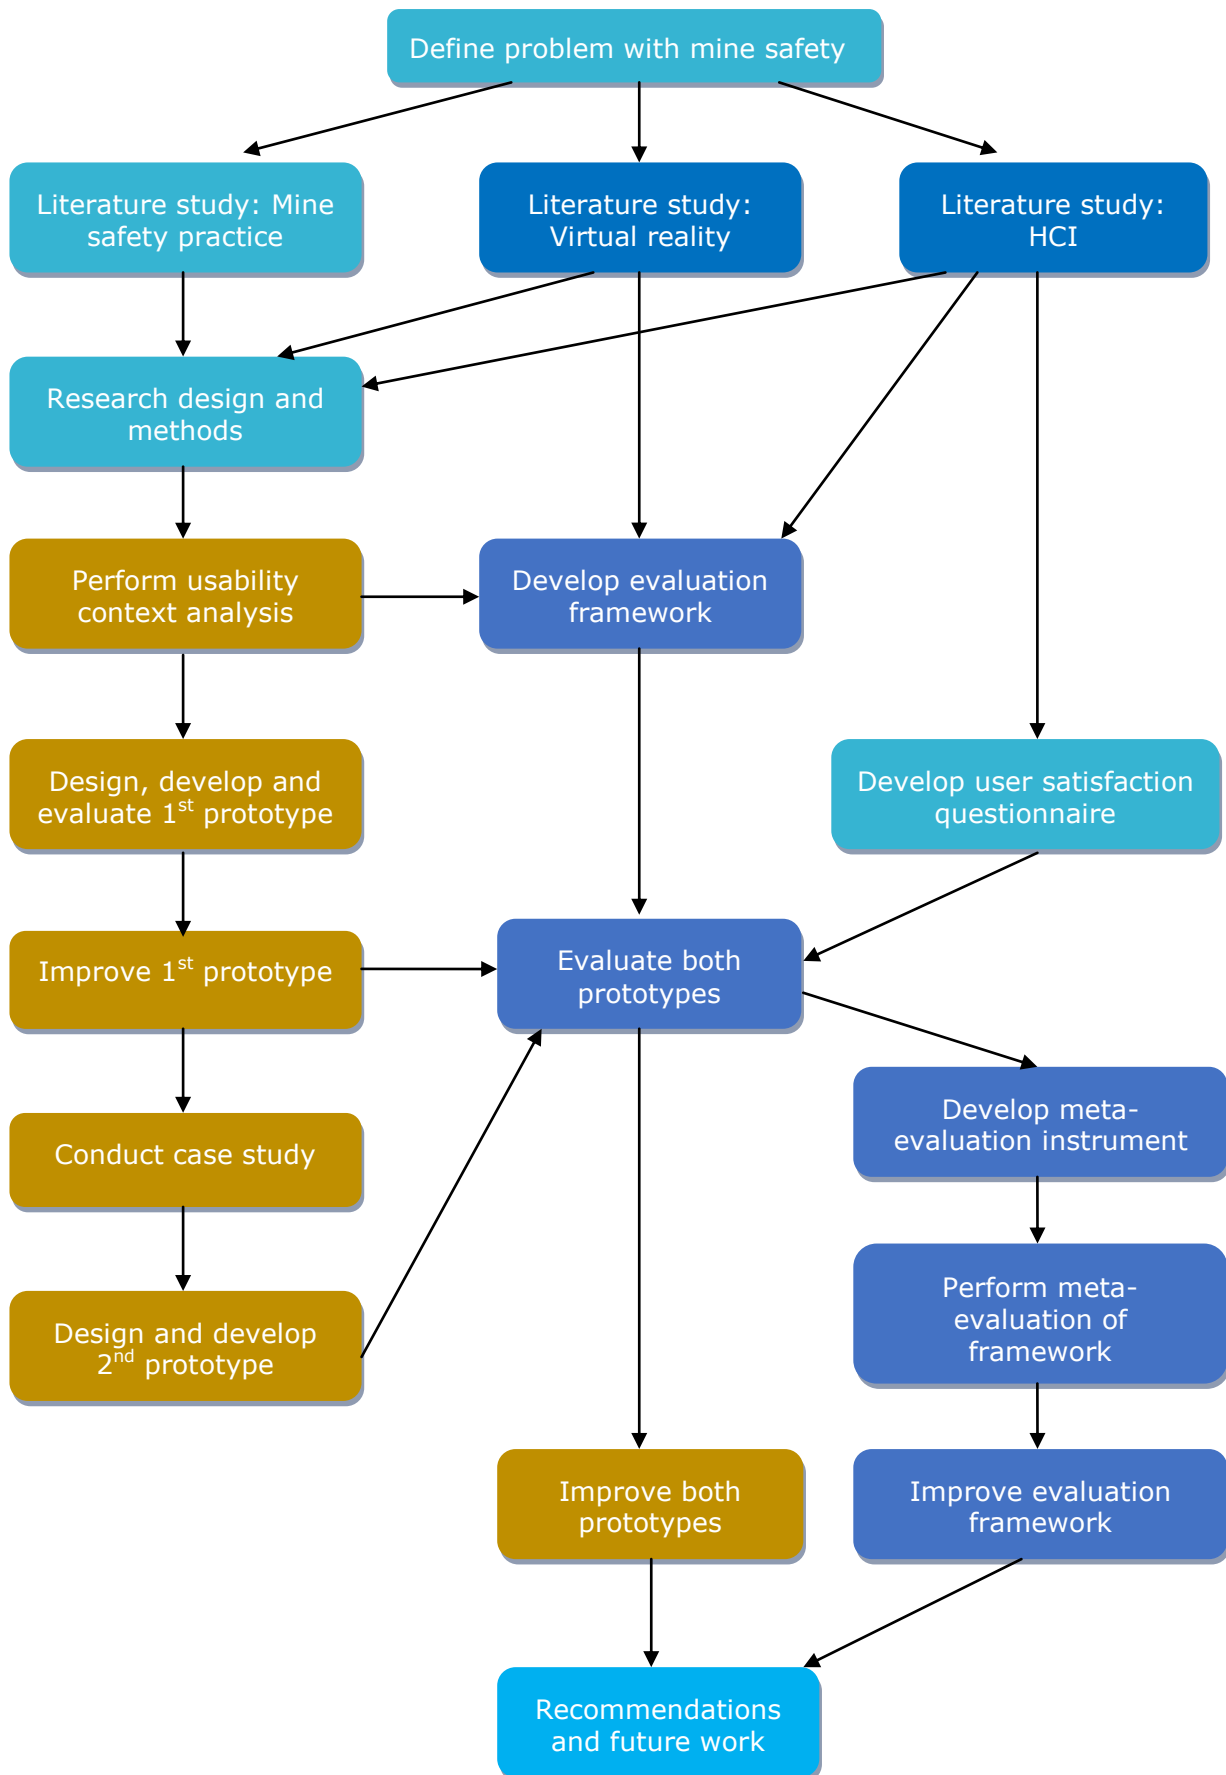 Define problem with mine safety
Literature study: Mine
safety practice
Literature study:
Virtual reality
Literature study:
HCI
Research design and
methods
Perform usability
context analysis
Develop evaluation
framework
Design, develop and
evaluate 1st prototype
Develop user satisfaction
questionnaire
Improve 1st prototype
Evaluate both
prototypes
Conduct case study
Develop meta-
evaluation instrument
Design and develop
2nd prototype
Perform meta-
evaluation of
framework
Improve both
prototypes
Improve evaluation
framework
Recommendations
and future work